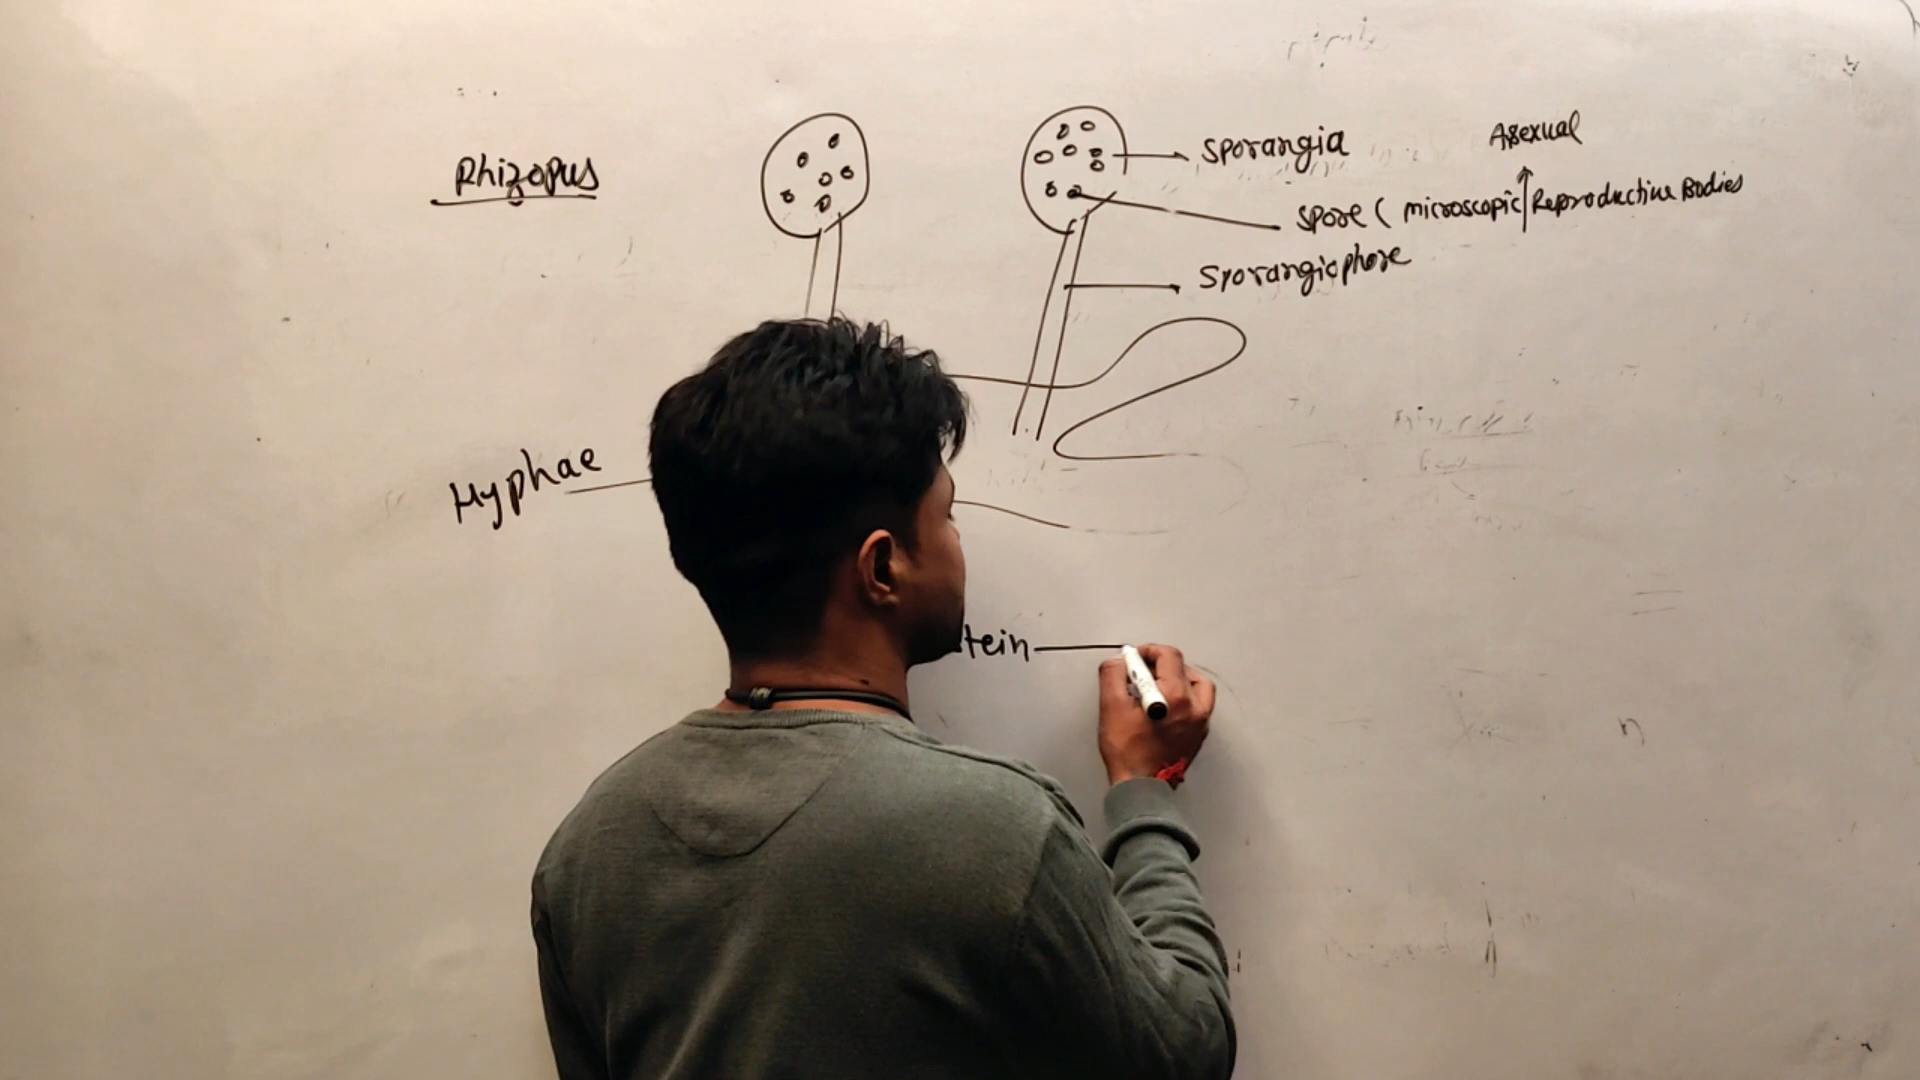 Rhizopus
Sporangia
Asexual
Spore ( microscopic Reproductive Bodies
Sporangiophore
Hyphae
tein
n